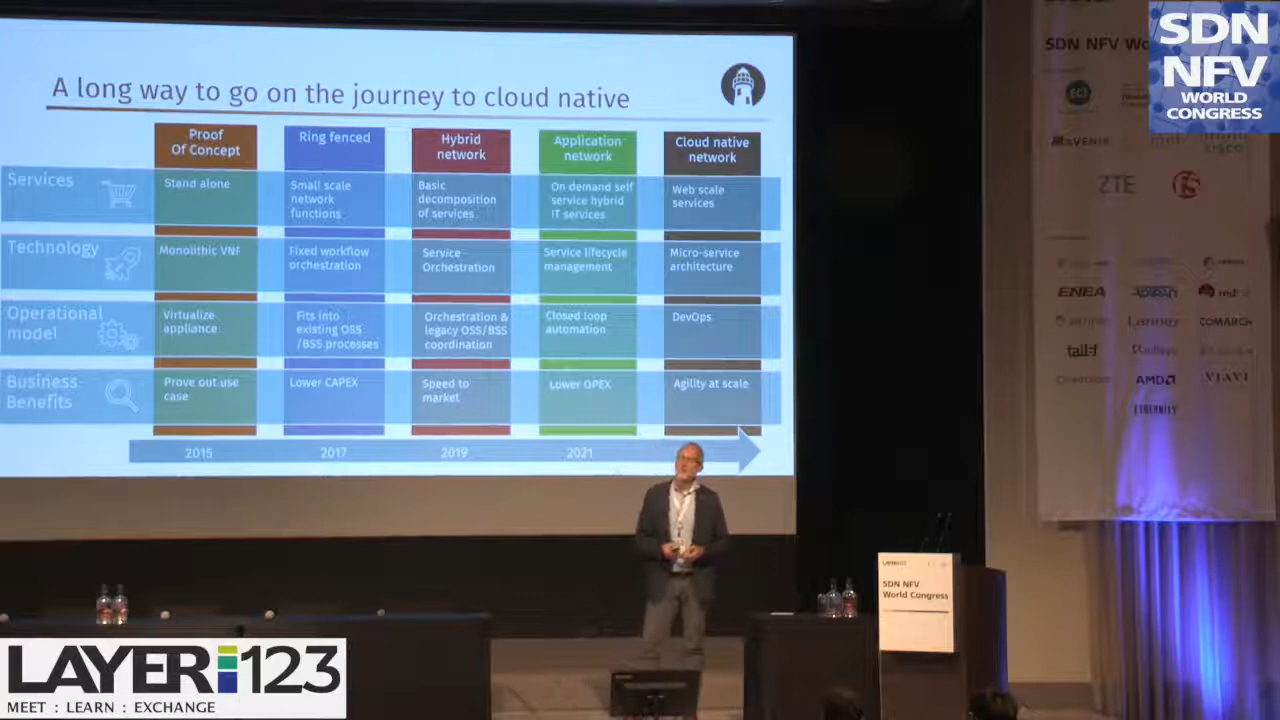 A long way to go on the journey to cloud native
Proof
Of Concept
Ring fenced
Hybrid
network
Application
network
Cloud native
network
Services
Stand alone
Small scale
network
functions
Basic
decomposition
of services
On demand self
service hybrid
IT services
Web scale
services
Technology
Monolithic VNF
Fixed workflow
orchestration
Service
Orchestration
Service lifecycle
management
Micro-service
architecture
Operational
model
Virtualize
appliance
Fits into
existing OSS
/BSS processes
Orchestration &
legacy OSS/BSS
coordination
Closed loop
automation
DevOps
Business
Benefits
Prove out use
case
Lower CAPEX
Speed to
market
Lower OPEX
Agility at scale
2015
2017
2019
2021
SDN
NFV
WORLD
CONGRESS
SDN NFV
ECI
ZTE
ENEA
Lanner
COMARCH
AMD
VIAVI
SDN NFV
World Congress
LAYER123
MEET : LEARN : EXCHANGE